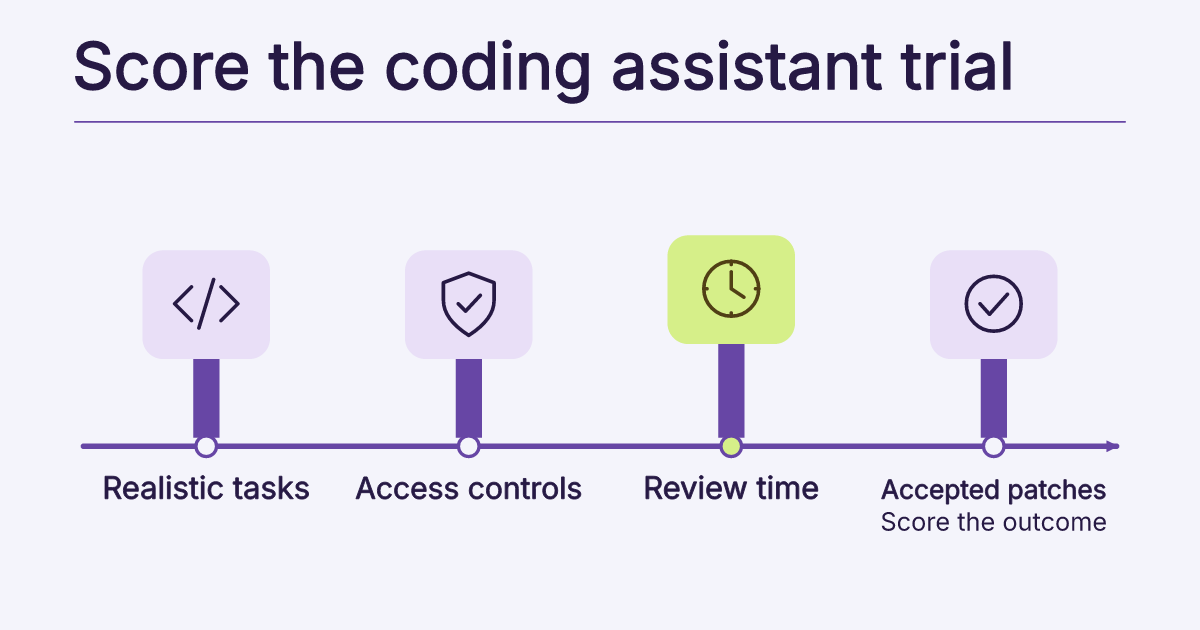 Score the coding assistant trial
Realistic tasks
Access controls
Review time
Accepted patches
Score the outcome